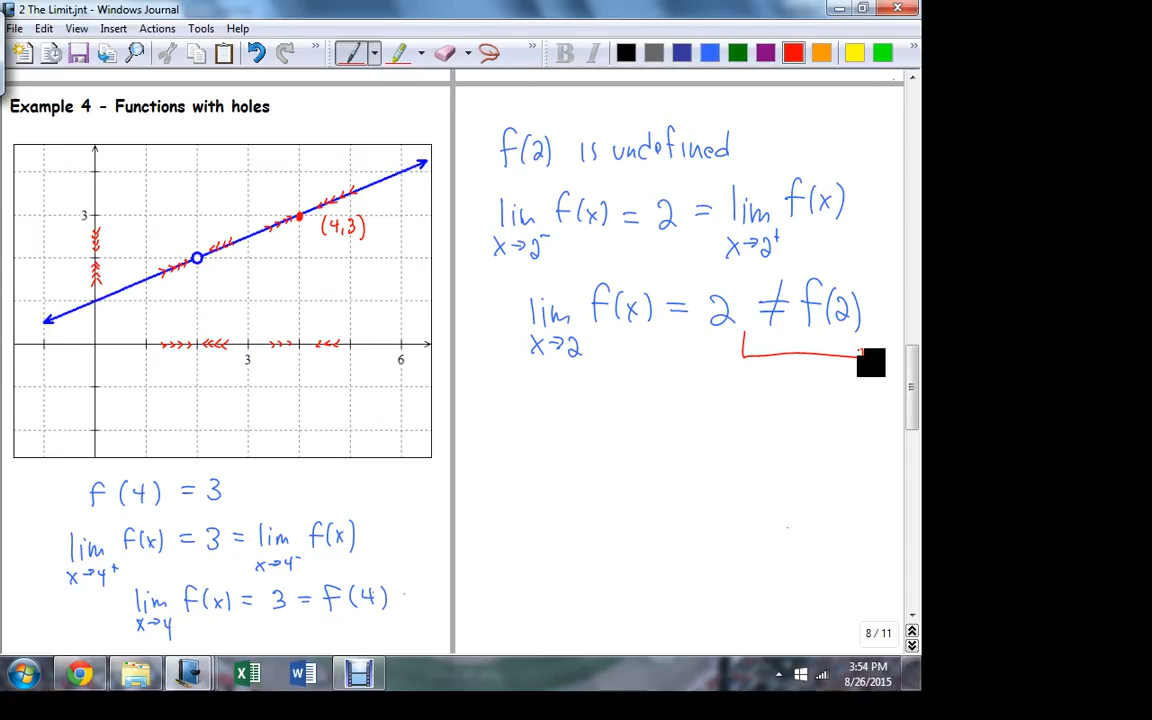 2 The Limit.jnt - Windows Journal
File Edit View Insert Actions Tools Help
B I
Example 4 - Functions with holes
3
(4,3)
3 6
f(4) = 3
lim f(x) = 3 = lim f(x)
x→4⁺ x→4⁻
lim f(x) = 3 = f(4)
x→4
f(2) is undefined
lim f(x) = 2 = lim f(x)
x→2⁻ x→2⁺
lim f(x) = 2 ≠ f(2)
x→2
8 / 11
3:54 PM
8/26/2015